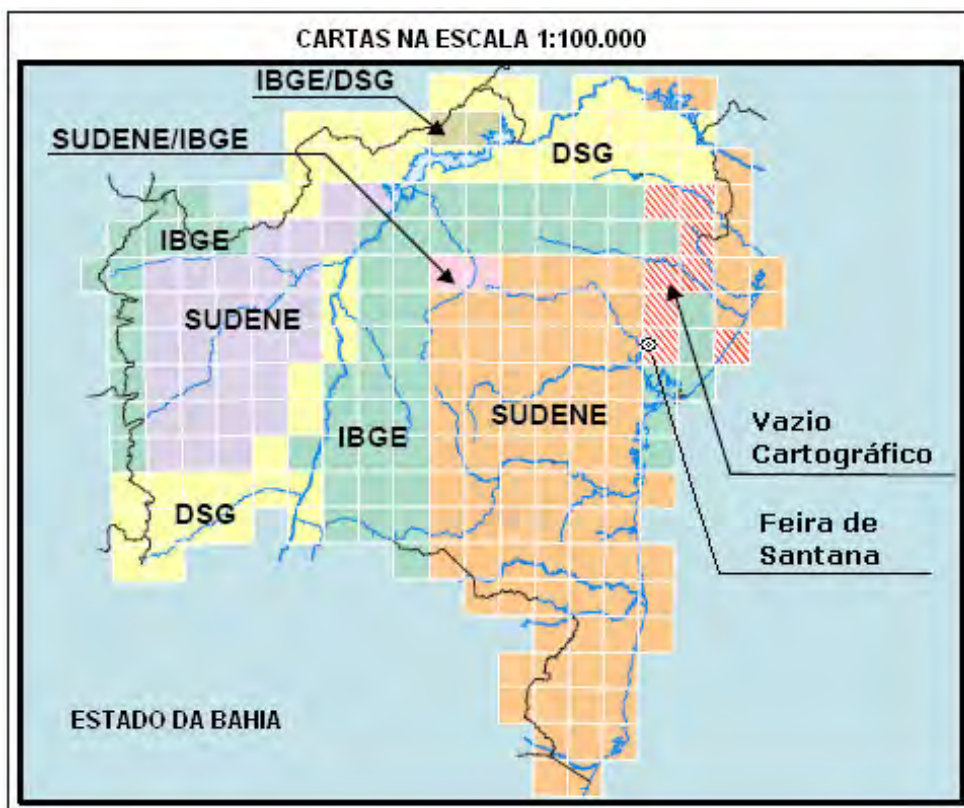 CARTAS NA ESCALA 1:100.000
IBGE/DSG
SUDENE/IBGE
DSG
IBGE
SUDENE
IBGE
SUDENE
DSG
Vazio
Cartográfico
Feira de
Santana
ESTADO DA BAHIA